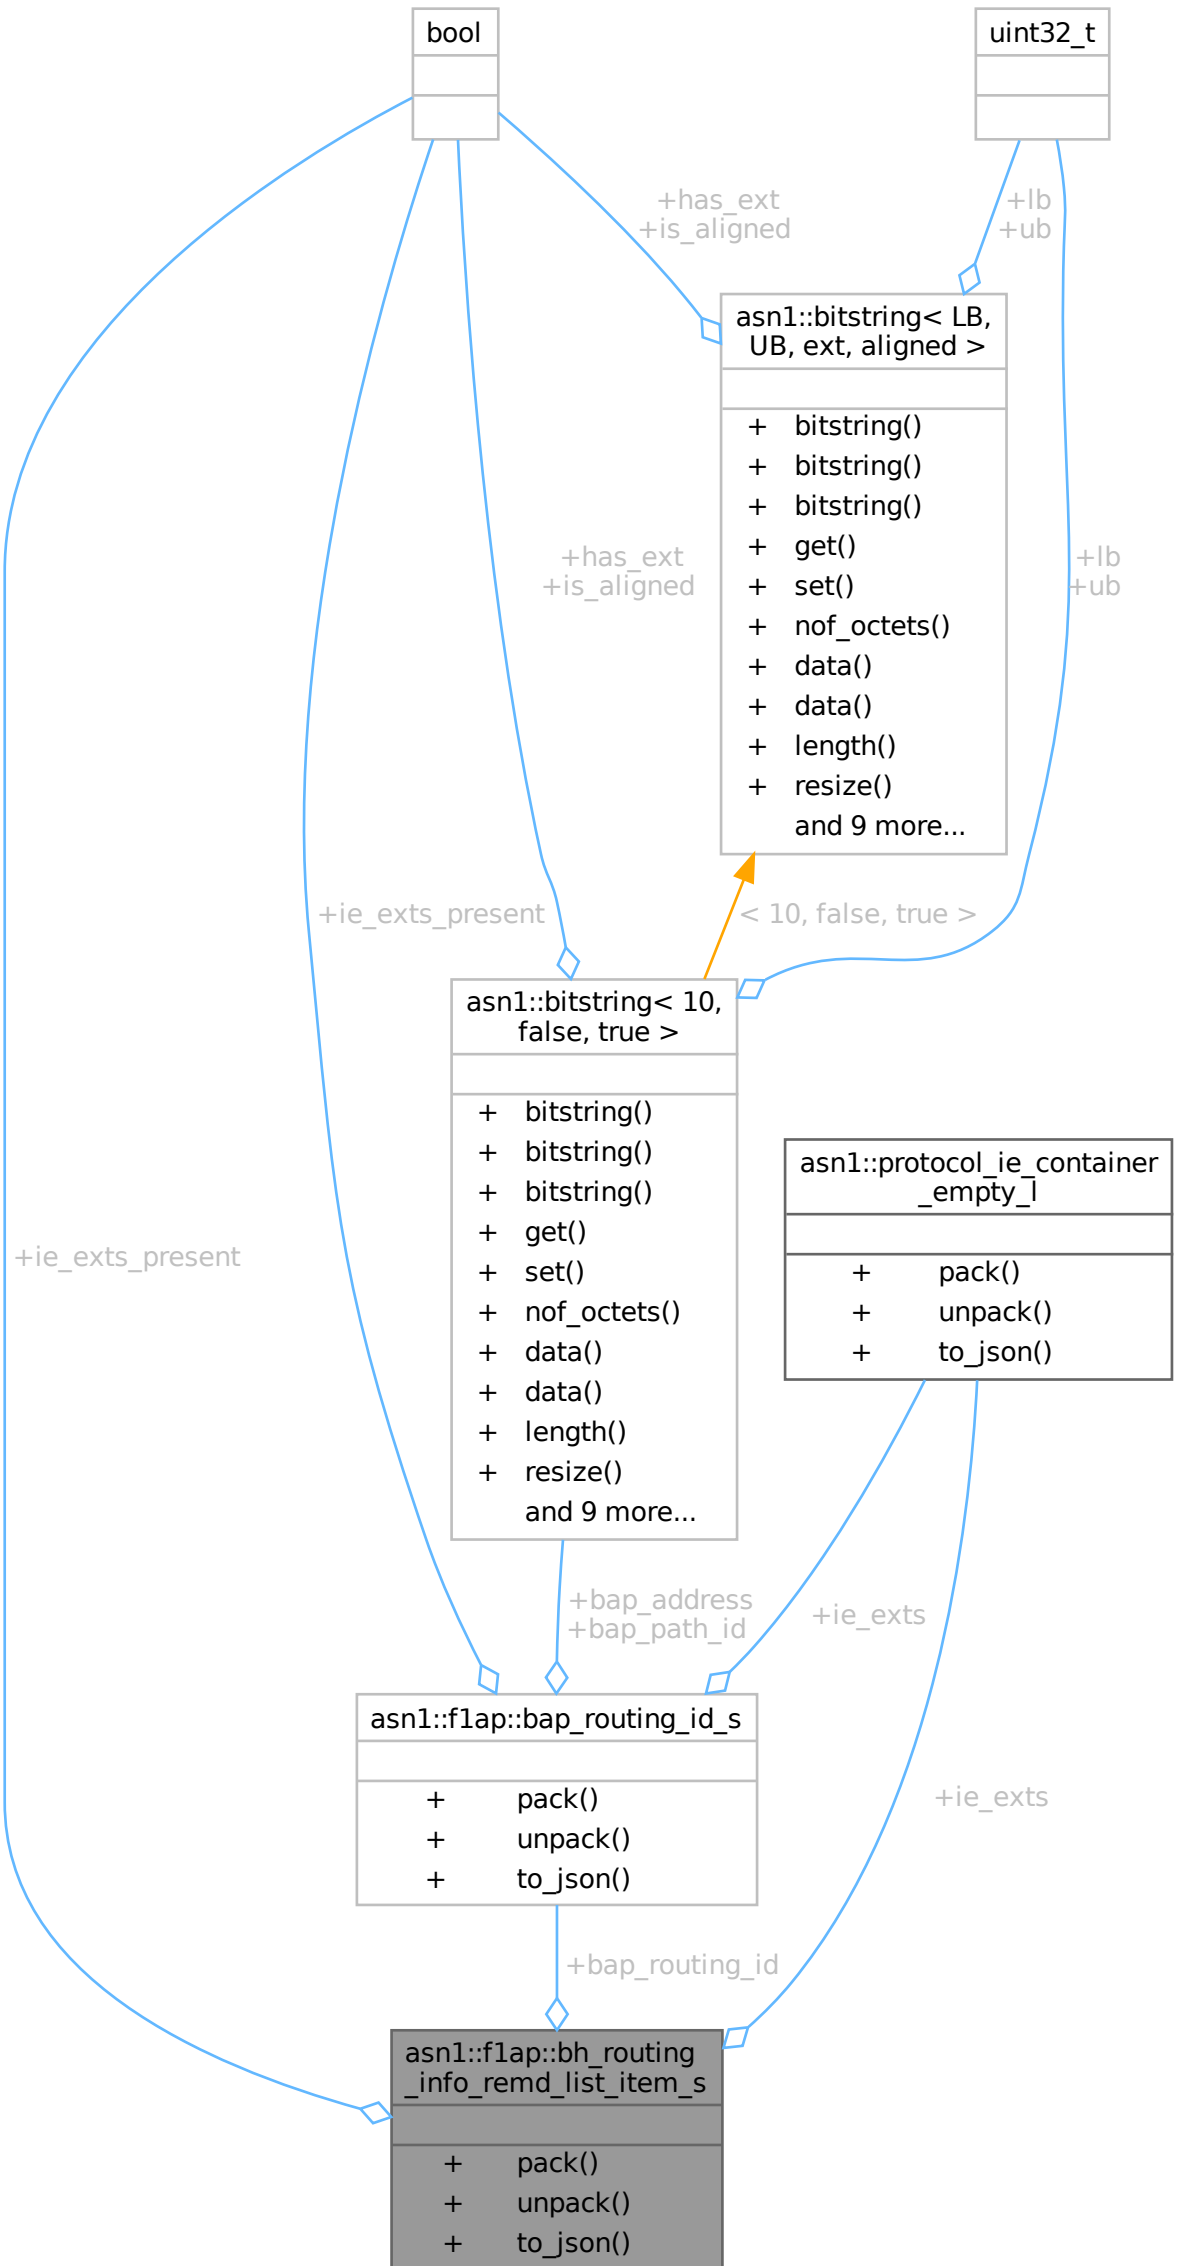 bool
uint32_t
+has_ext
+is_aligned
+lb
+ub
asn1::bitstring< LB,
UB, ext, aligned >
+ bitstring()
+ bitstring()
+ bitstring()
+ get()
+ set()
+ nof_octets()
+ data()
+ data()
+ length()
+ resize()
and 9 more...
+has_ext
+is_aligned
+lb
+ub
+ie_exts_present
< 10, false, true >
asn1::bitstring< 10,
false, true >
+ bitstring()
+ bitstring()
+ bitstring()
+ get()
+ set()
+ nof_octets()
+ data()
+ data()
+ length()
+ resize()
and 9 more...
asn1::protocol_ie_container
_empty_l
+ pack()
+ unpack()
+ to_json()
+ie_exts_present
+bap_address
+bap_path_id
+ie_exts
asn1::f1ap::bap_routing_id_s
+ pack()
+ unpack()
+ to_json()
+ie_exts
+bap_routing_id
asn1::f1ap::bh_routing
_info_remd_list_item_s
+ pack()
+ unpack()
+ to_json()